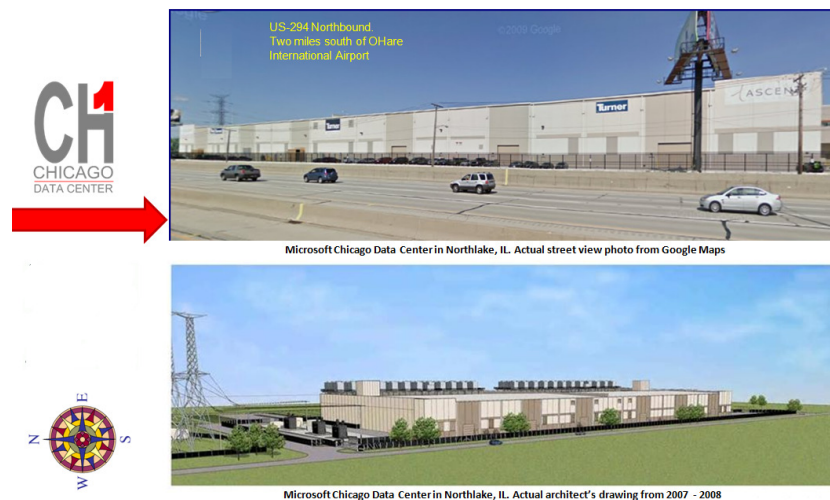 US-294 Northbound.
Two miles south of OHare
International Airport
©2009 Google
Turner
Turner
ASCENT
CH1
CHICAGO
DATA CENTER
Microsoft Chicago Data Center in Northlake, IL. Actual street view photo from Google Maps
E
N
S
W
Microsoft Chicago Data Center in Northlake, IL. Actual architect's drawing from 2007 - 2008